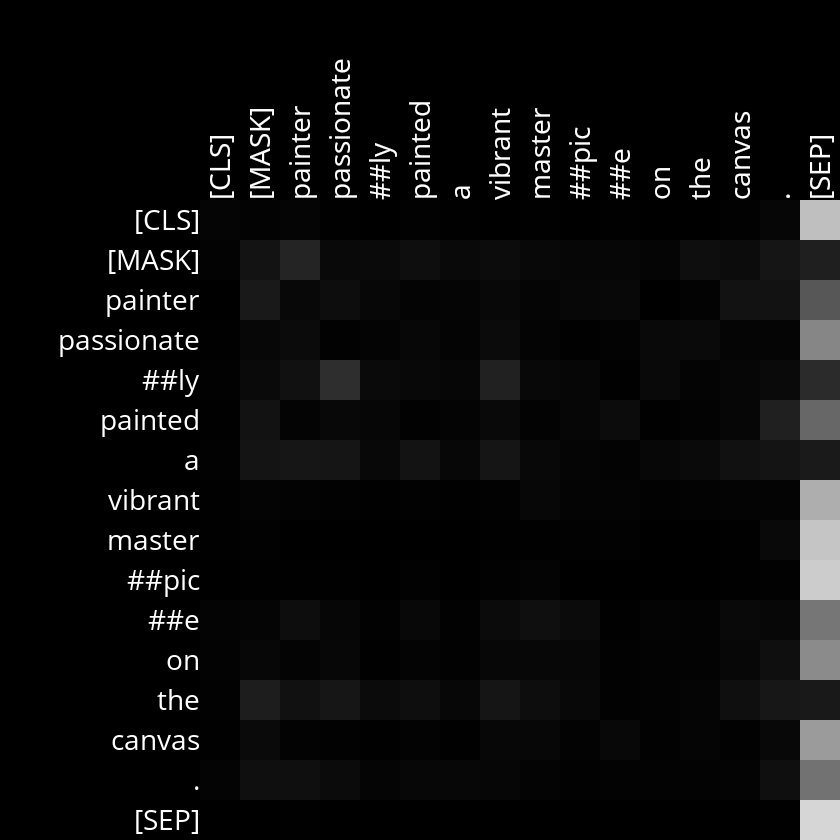 [CLS] [MASK] painter passionate ##ly painted a vibrant master ##pic ##e on the canvas . [SEP]
[CLS]
[MASK]
painter
passionate
##ly
painted
a
vibrant
master
##pic
##e
on
the
canvas
.
[SEP]